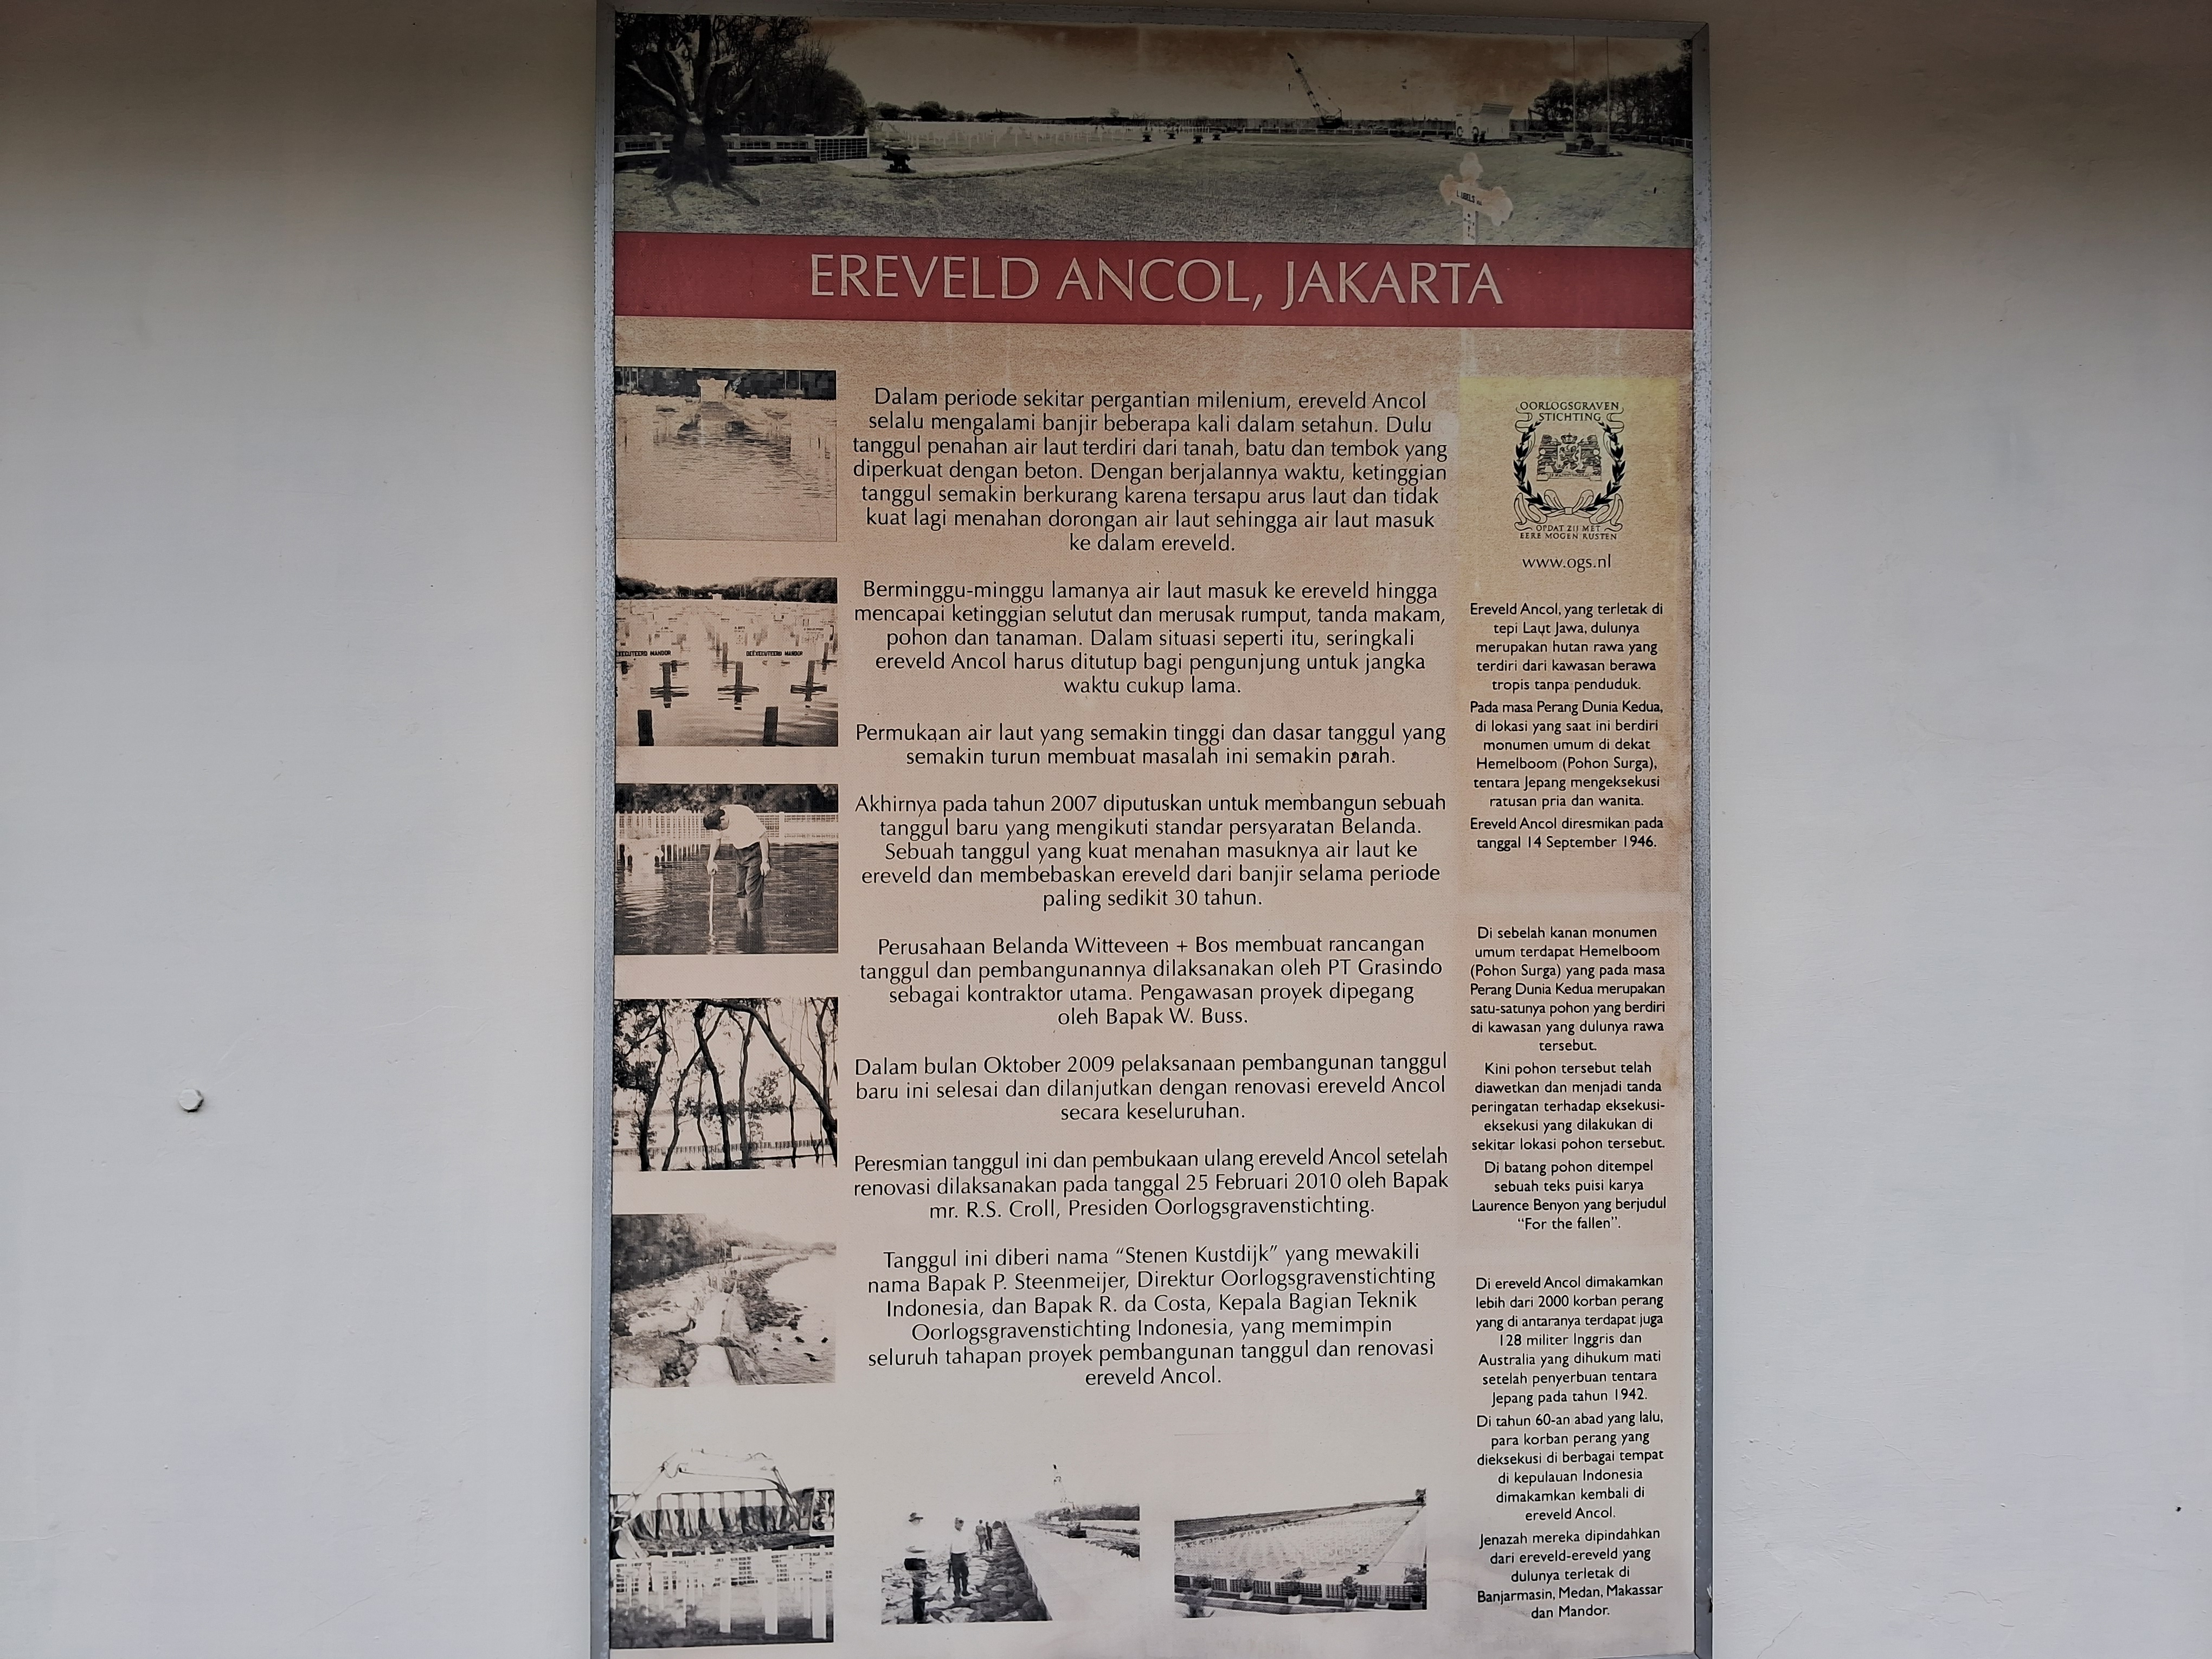 EREVELD ANCOL, JAKARTA
Dalam periode sekitar pergantian milenium, ereveld Ancol
selalu mengalami banjir beberapa kali dalam setahun. Dulu
tanggul penahan air laut terdiri dari tanah, batu dan tembok yang
diperkuat dengan beton. Dengan berjalannya waktu, ketinggian
tanggul semakin berkurang karena tersapu arus laut dan tidak
kuat lagi menahan dorongan air laut sehingga air laut masuk
ke dalam ereveld.
Berminggu-minggu lamanya air laut masuk ke ereveld hingga
mencapai ketinggian selutut dan merusak rumput, tanda makam,
pohon dan tanaman. Dalam situasi seperti itu, seringkali
ereveld Ancol harus ditutup bagi pengunjung untuk jangka
waktu cukup lama.
Permukaan air laut yang semakin tinggi dan dasar tanggul yang
semakin turun membuat masalah ini semakin parah.
Akhirnya pada tahun 2007 diputuskan untuk membangun sebuah
tanggul baru yang mengikuti standar persyaratan Belanda.
Sebuah tanggul yang kuat menahan masuknya air laut ke
ereveld dan membebaskan ereveld dari banjir selama periode
paling sedikit 30 tahun.
Perusahaan Belanda Witteveen + Bos membuat rancangan
tanggul dan pembangunannya dilaksanakan oleh PT Grasindo
sebagai kontraktor utama. Pengawasan proyek dipegang
oleh Bapak W. Buss.
Dalam bulan Oktober 2009 pelaksanaan pembangunan tanggul
baru ini selesai dan dilanjutkan dengan renovasi ereveld Ancol
secara keseluruhan.
Peresmian tanggul ini dan pembukaan ulang ereveld Ancol setelah
renovasi dilaksanakan pada tanggal 25 Februari 2010 oleh Bapak
mr. R.S. Croll, Presiden Oorlogsgravenstichting.
Tanggul ini diberi nama “Stenen Kustdijk” yang mewakili
nama Bapak P. Steenmeijer, Direktur Oorlogsgravenstichting
Indonesia, dan Bapak R. da Costa, Kepala Bagian Teknik
Oorlogsgravenstichting Indonesia, yang memimpin
seluruh tahapan proyek pembangunan tanggul dan renovasi
ereveld Ancol.
OORLOGSGRAVEN
STICHTING
OPDAT ZIJ MET
EERE MOGEN RUSTEN
www.ogs.nl
Ereveld Ancol, yang terletak di
tepi Laut Jawa, dulunya
merupakan hutan rawa yang
terdiri dari kawasan berawa
tropis tanpa penduduk.
Pada masa Perang Dunia Kedua,
di lokasi yang saat ini berdiri
monumen umum di dekat
Hemelboom (Pohon Surga),
tentara Jepang mengeksekusi
ratusan pria dan wanita.
Ereveld Ancol diresmikan pada
tanggal 14 September 1946.
Di sebelah kanan monumen
umum terdapat Hemelboom
(Pohon Surga) yang pada masa
Perang Dunia Kedua merupakan
satu-satunya pohon yang berdiri
di kawasan yang dulunya rawa
tersebut.
Kini pohon tersebut telah
diawetkan dan menjadi tanda
peringatan terhadap eksekusi-
eksekusi yang dilakukan di
sekitar lokasi pohon tersebut.
Di batang pohon ditempel
sebuah teks puisi karya
Laurence Benyon yang berjudul
“For the fallen”.
Di ereveld Ancol dimakamkan
lebih dari 2000 korban perang
yang di antaranya terdapat juga
128 militer Inggris dan
Australia yang dihukum mati
setelah penyerbuan tentara
Jepang pada tahun 1942.
Di tahun 60-an abad yang lalu,
para korban perang yang
dieksekusi di berbagai tempat
di kepulauan Indonesia
dimakamkan kembali di
ereveld Ancol.
Jenazah mereka dipindahkan
dari ereveld-ereveld yang
dulunya terletak di
Banjarmasin, Medan, Makassar
dan Mandor.